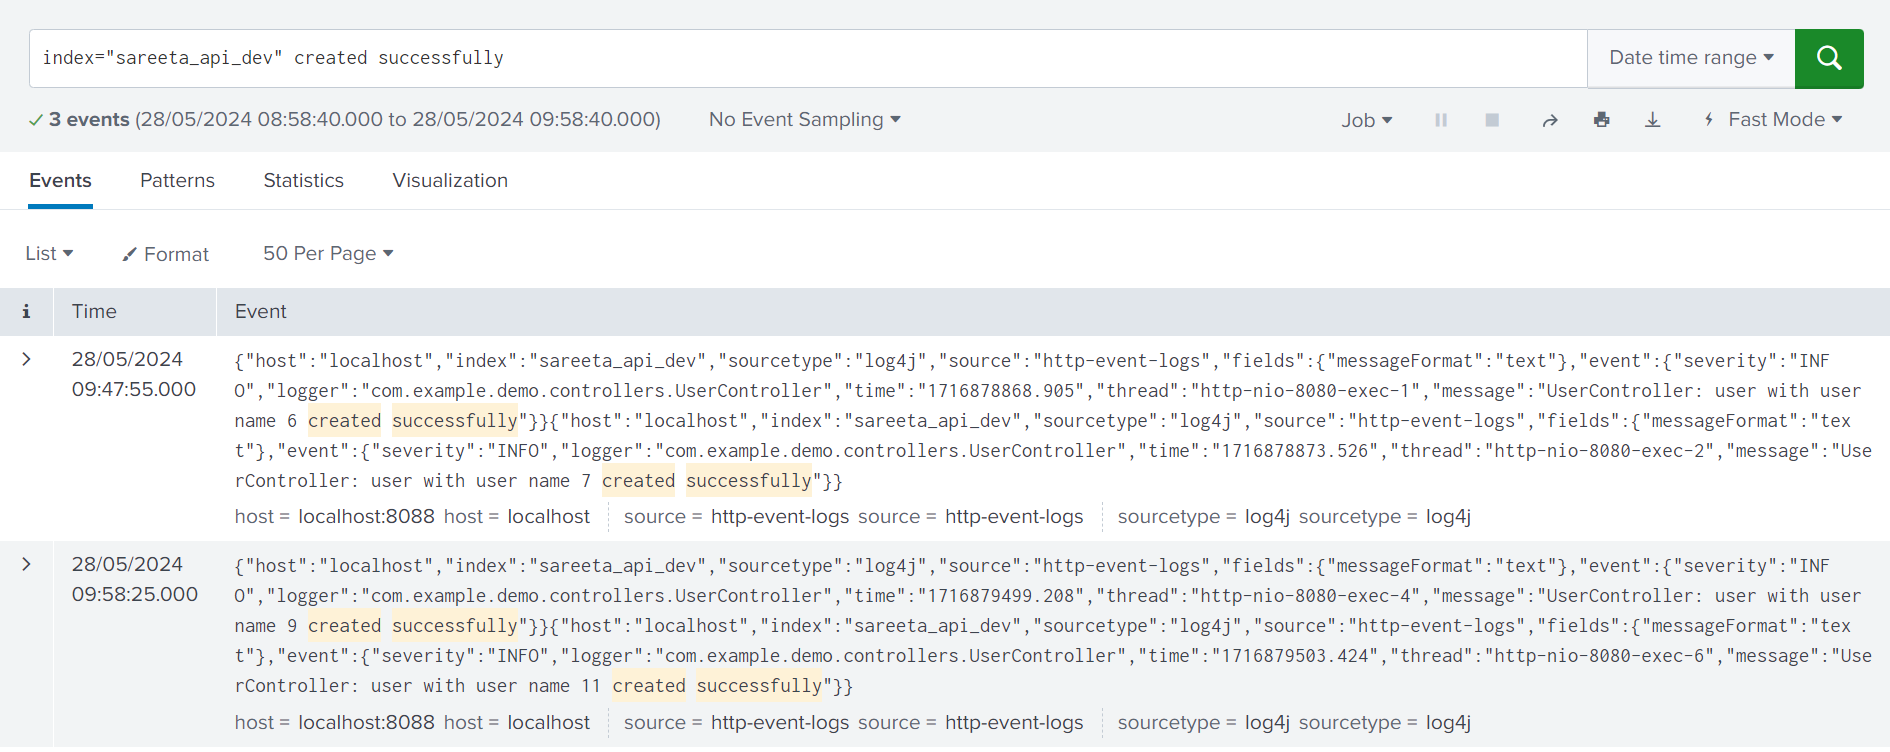 index="sareeta_api_dev" created successfully
Date time range
3 events (28/05/2024 08:58:40.000 to 28/05/2024 09:58:40.000)
No Event Sampling
Job
Fast Mode
Events
Patterns
Statistics
Visualization
List
Format
50 Per Page
i
Time
Event
28/05/2024
09:47:55.000
{"host":"localhost","index":"sareeta_api_dev","sourcetype":"log4j","source":"http-event-logs","fields":{"messageFormat":"text"},"event":{"severity":"INF
O","logger":"com.example.demo.controllers.UserController","time":"1716878868.905","thread":"http-nio-8080-exec-1","message":"UserController: user with user
name 6 created successfully"}}{"host":"localhost","index":"sareeta_api_dev","sourcetype":"log4j","source":"http-event-logs","fields":{"messageFormat":"tex
t"},"event":{"severity":"INFO","logger":"com.example.demo.controllers.UserController","time":"1716878873.526","thread":"http-nio-8080-exec-2","message":"Use
rController: user with user name 7 created successfully"}}
host = localhost:8088 host = localhost
source = http-event-logs source = http-event-logs
sourcetype = log4j sourcetype = log4j
28/05/2024
09:58:25.000
{"host":"localhost","index":"sareeta_api_dev","sourcetype":"log4j","source":"http-event-logs","fields":{"messageFormat":"text"},"event":{"severity":"INF
O","logger":"com.example.demo.controllers.UserController","time":"1716879499.208","thread":"http-nio-8080-exec-4","message":"UserController: user with user
name 9 created successfully"}}{"host":"localhost","index":"sareeta_api_dev","sourcetype":"log4j","source":"http-event-logs","fields":{"messageFormat":"tex
t"},"event":{"severity":"INFO","logger":"com.example.demo.controllers.UserController","time":"1716879503.424","thread":"http-nio-8080-exec-6","message":"Use
rController: user with user name 11 created successfully"}}
host = localhost:8088 host = localhost
source = http-event-logs source = http-event-logs
sourcetype = log4j sourcetype = log4j